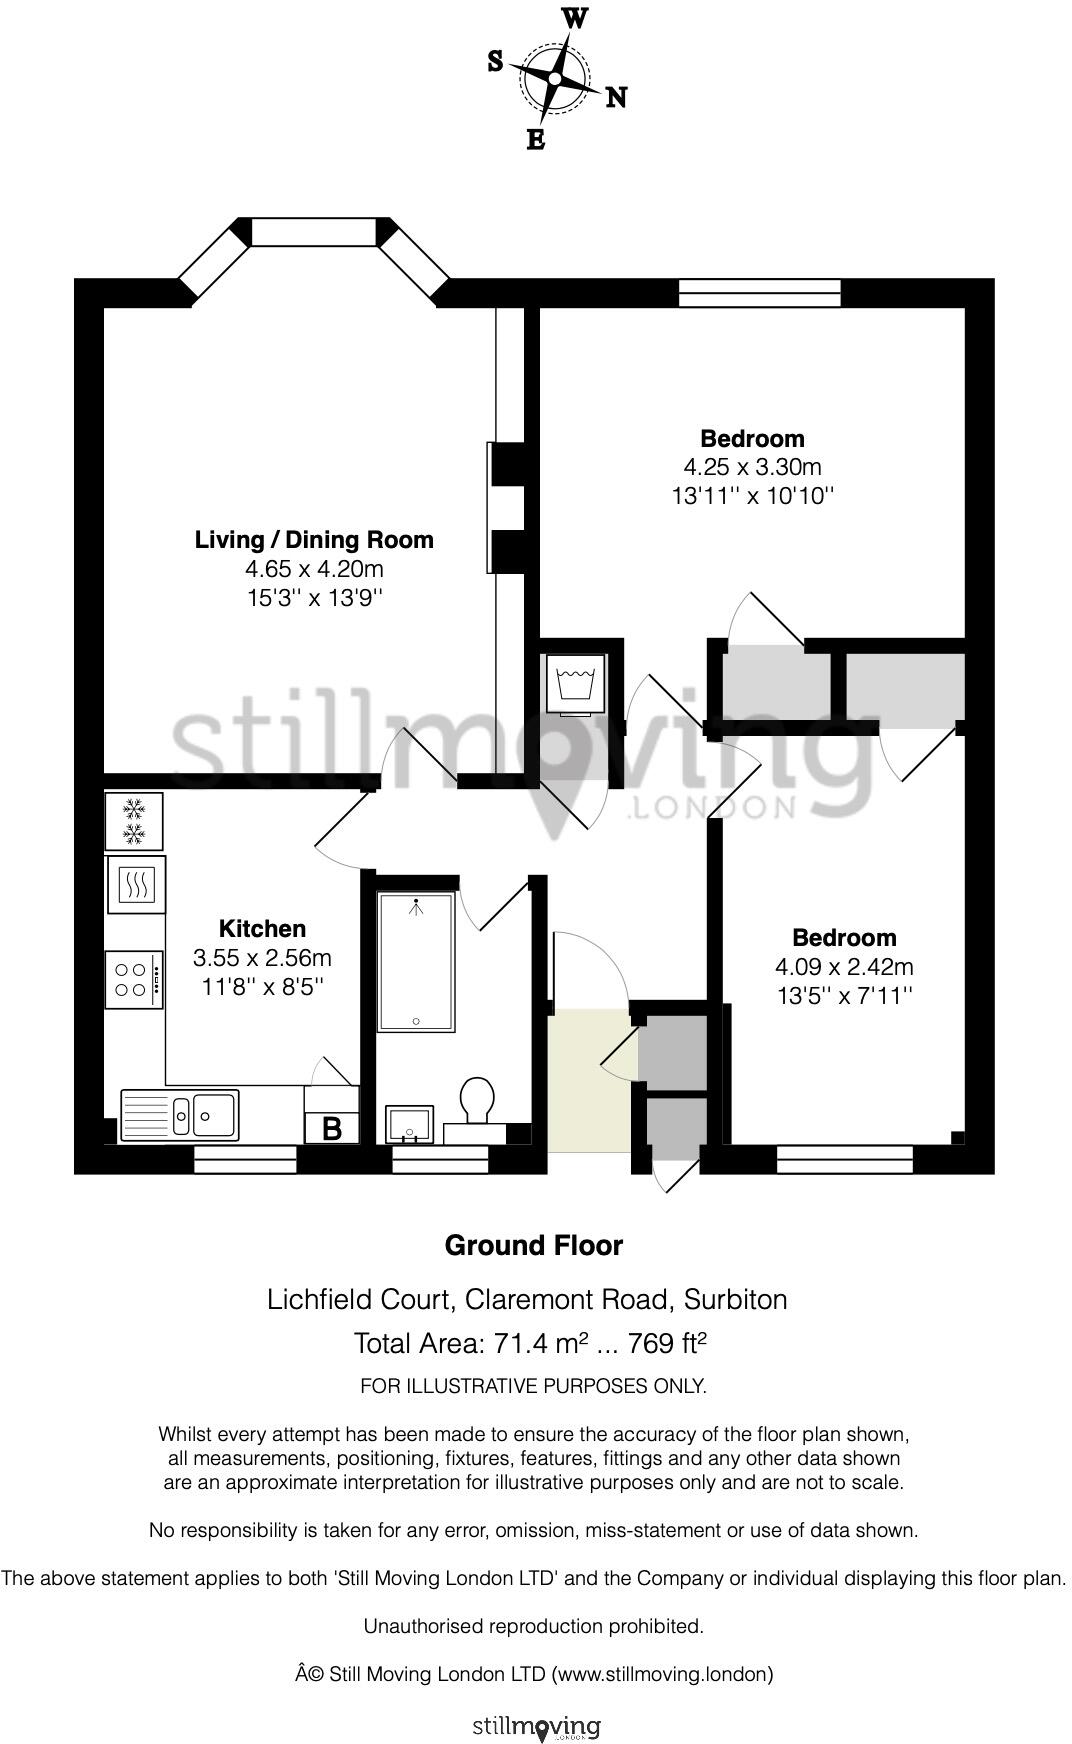 W
S
N
E
Bedroom
4.25 x 3.30m
13'11'' x 10'10''
Living / Dining Room
4.65 x 4.20m
15'3'' x 13'9''
stillmoving
.LONDON
Kitchen
3.55 x 2.56m
11'8'' x 8'5''
Bedroom
4.09 x 2.42m
13'5'' x 7'11''
B
Ground Floor
Lichfield Court, Claremont Road, Surbiton
Total Area: 71.4 m² ... 769 ft²
FOR ILLUSTRATIVE PURPOSES ONLY.
Whilst every attempt has been made to ensure the accuracy of the floor plan shown,
all measurements, positioning, fixtures, features, fittings and any other data shown
are an approximate interpretation for illustrative purposes only and are not to scale.
No responsibility is taken for any error, omission, miss-statement or use of data shown.
The above statement applies to both 'Still Moving London LTD' and the Company or individual displaying this floor plan.
Unauthorised reproduction prohibited.
Â© Still Moving London LTD (www.stillmoving.london)
stillmoving
.LONDON